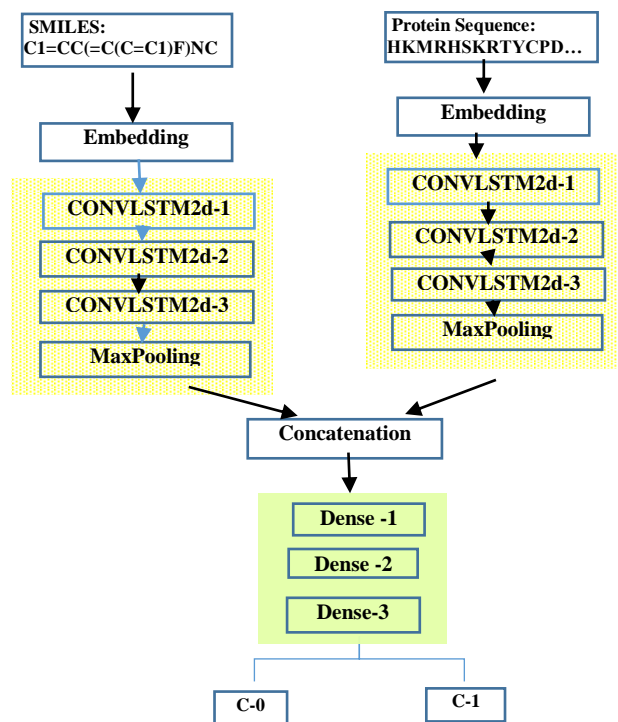 SMILES:
C1=CC(=C(C=C1)F)NC
Embedding
CONVLSTM2d-1
CONVLSTM2d-2
CONVLSTM2d-3
MaxPooling
Protein Sequence:
HKMRHSKRTYCPD…
Embedding
CONVLSTM2d-1
CONVLSTM2d-2
CONVLSTM2d-3
MaxPooling
Concatenation
Dense -1
Dense -2
Dense-3
C-0
C-1